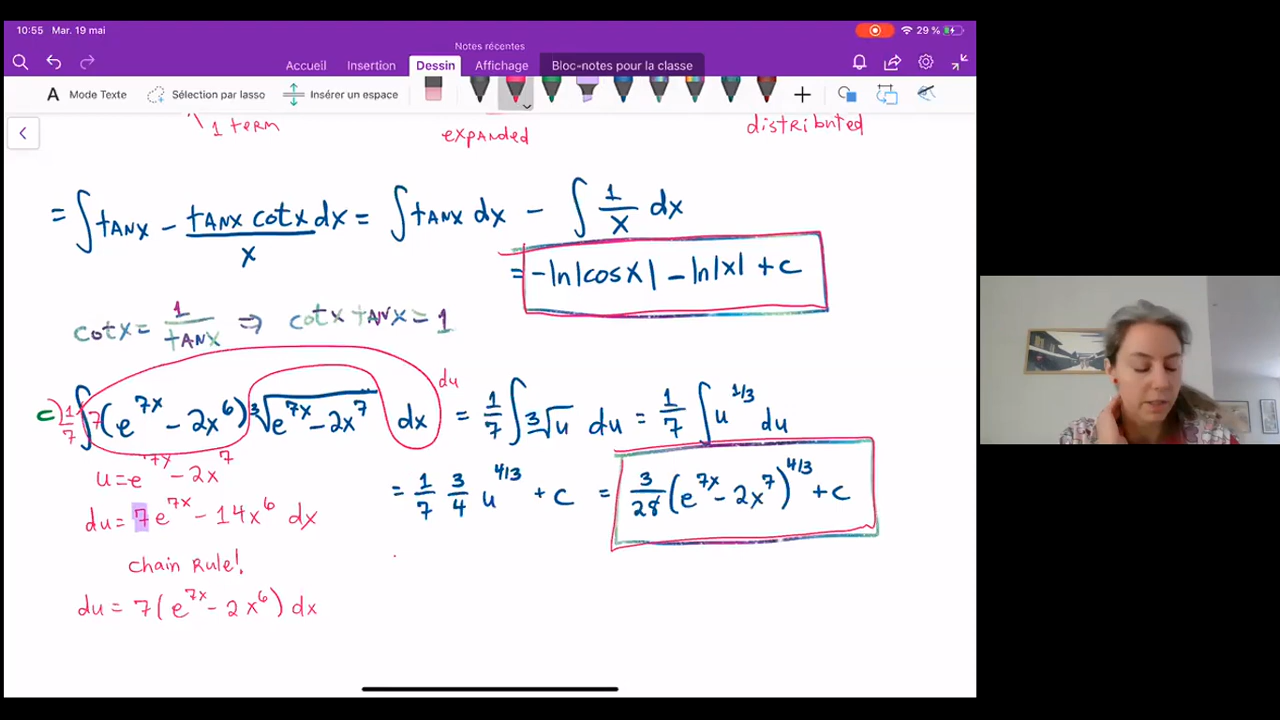 10:55 Mar. 19 mai 29 %
Notes récentes
Accueil Insertion Dessin Affichage Bloc-notes pour la classe
A Mode Texte Sélection par lasso Insérer un espace
1 term expanded distributed
= ∫ tanx - (tanx cotx)/x dx = ∫ tanx dx - ∫ 1/x dx
= -ln|cosx| - ln|x| + c
cotx = 1/tanx ⇒ cotx tanx = 1
du
c) 1/7 ∫ 7(e^{7x} - 2x^6) ∛(e^{7x} - 2x^7) dx = 1/7 ∫ ∛u du = 1/7 ∫ u^{1/3} du
u = e^{7x} - 2x^7
= 1/7 3/4 u^{4/3} + c = 3/28 (e^{7x} - 2x^7)^{4/3} + c
du = 7e^{7x} - 14x^6 dx
chain Rule!
du = 7(e^{7x} - 2x^6) dx